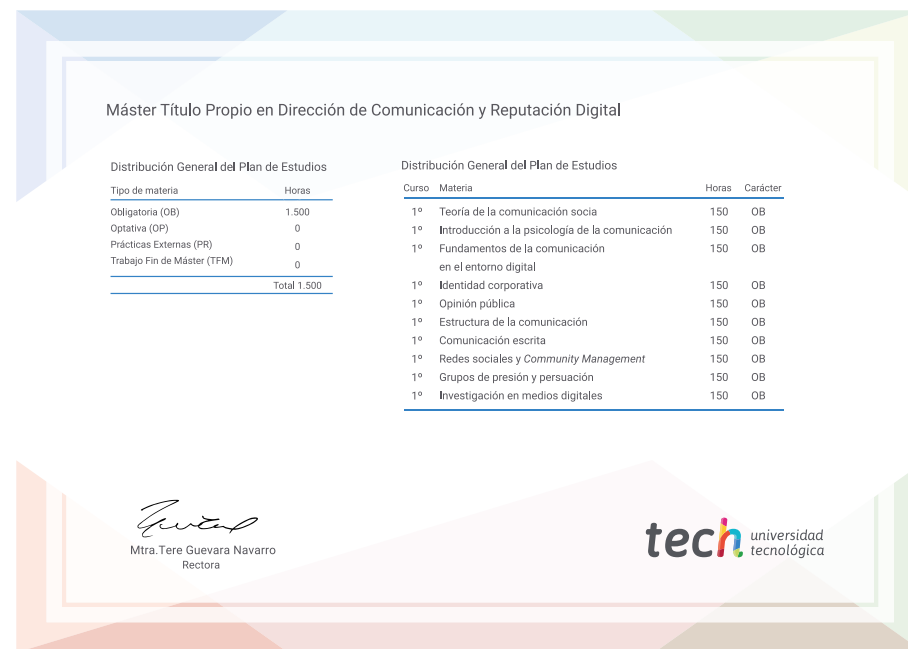 Máster Título Propio en Dirección de Comunicación y Reputación Digital
Distribución General del Plan de Estudios
Tipo de materia Horas
Obligatoria (OB) 1.500
Optativa (OP) 0
Prácticas Externas (PR) 0
Trabajo Fin de Máster (TFM) 0
Total 1.500
Distribución General del Plan de Estudios
Curso Materia Horas Carácter
1º Teoría de la comunicación socia 150 OB
1º Introducción a la psicología de la comunicación 150 OB
1º Fundamentos de la comunicación 150 OB
en el entorno digital
1º Identidad corporativa 150 OB
1º Opinión pública 150 OB
1º Estructura de la comunicación 150 OB
1º Comunicación escrita 150 OB
1º Redes sociales y Community Management 150 OB
1º Grupos de presión y persuación 150 OB
1º Investigación en medios digitales 150 OB
Mtra.Tere Guevara Navarro
Rectora
tech universidad
tecnológica